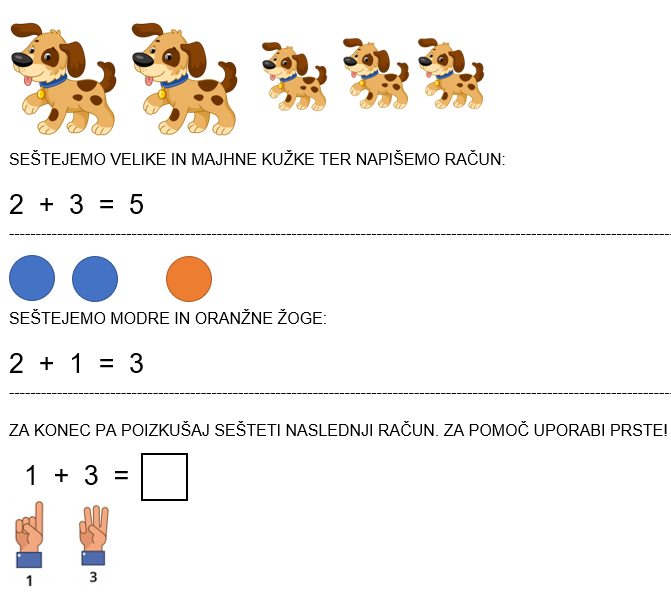 SEŠTEJEMO VELIKE IN MAJHNE KUŽKE TER NAPIŠEMO RAČUN:
2 + 3 = 5
SEŠTEJEMO MODRE IN ORANŽNE ŽOGE:
2 + 1 = 3
ZA KONEC PA POIZKUŠAJ SEŠTETI NASLEDNJI RAČUN. ZA POMOČ UPORABI PRSTE!
1 + 3 =
1 3